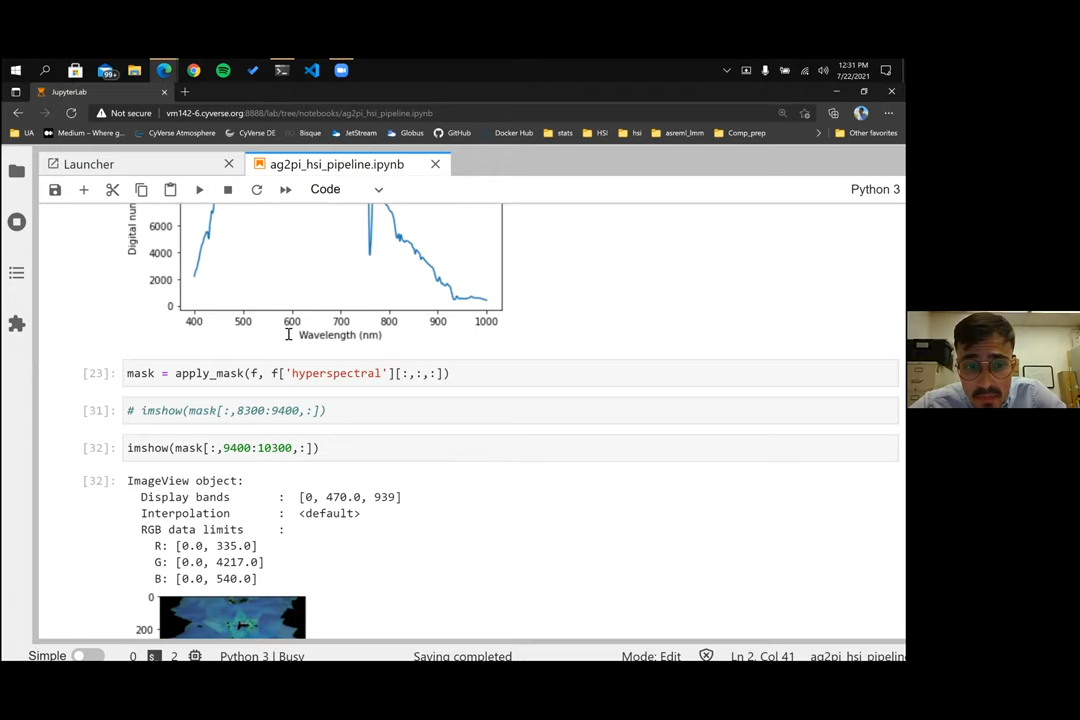 99+
12:31 PM
7/22/2021
JupyterLab
Not secure
vm142-6.cyverse.org:8888/lab/tree/notebooks/ag2pi_hsi_pipeline.ipynb
UA
Medium – Where g...
CyVerse Atmosphere
CyVerse DE
Bisque
JetStream
Globus
GitHub
Docker Hub
stats
HSI
hsi
asreml_lmm
Comp_prep
Other favorites
Launcher
ag2pi_hsi_pipeline.ipynb
Code
Python 3
Digital nur
6000
4000
2000
0
400 500 600 700 800 900 1000
Wavelength (nm)
[23]: mask = apply_mask(f, f['hyperspectral'][:,:,:])
[31]: # imshow(mask[:,8300:9400,:])
[32]: imshow(mask[:,9400:10300,:])
[32]: ImageView object:
Display bands : [0, 470.0, 939]
Interpolation : <default>
RGB data limits :
R: [0.0, 335.0]
G: [0.0, 4217.0]
B: [0.0, 540.0]
0
200
Simple 0 $ 2 Python 3 | Busy Saving completed Mode: Edit Ln 2, Col 41 ag2pi_hsi_pipelin